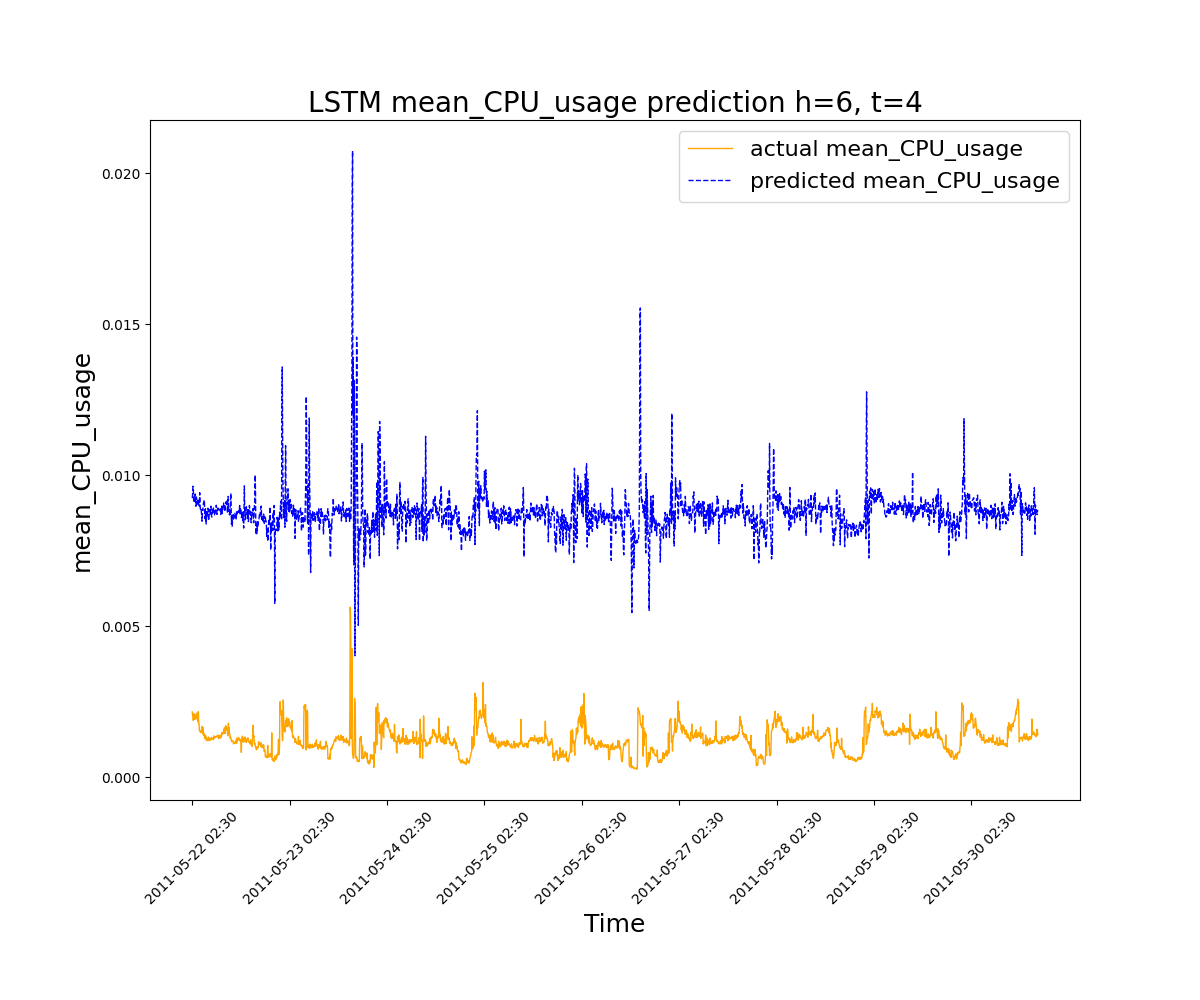 LSTM mean_CPU_usage prediction h=6, t=4
actual mean_CPU_usage
predicted mean_CPU_usage
mean_CPU_usage
0.020
0.015
0.010
0.005
0.000
2011-05-22 02:30
2011-05-23 02:30
2011-05-24 02:30
2011-05-25 02:30
2011-05-26 02:30
2011-05-27 02:30
2011-05-28 02:30
2011-05-29 02:30
2011-05-30 02:30
Time